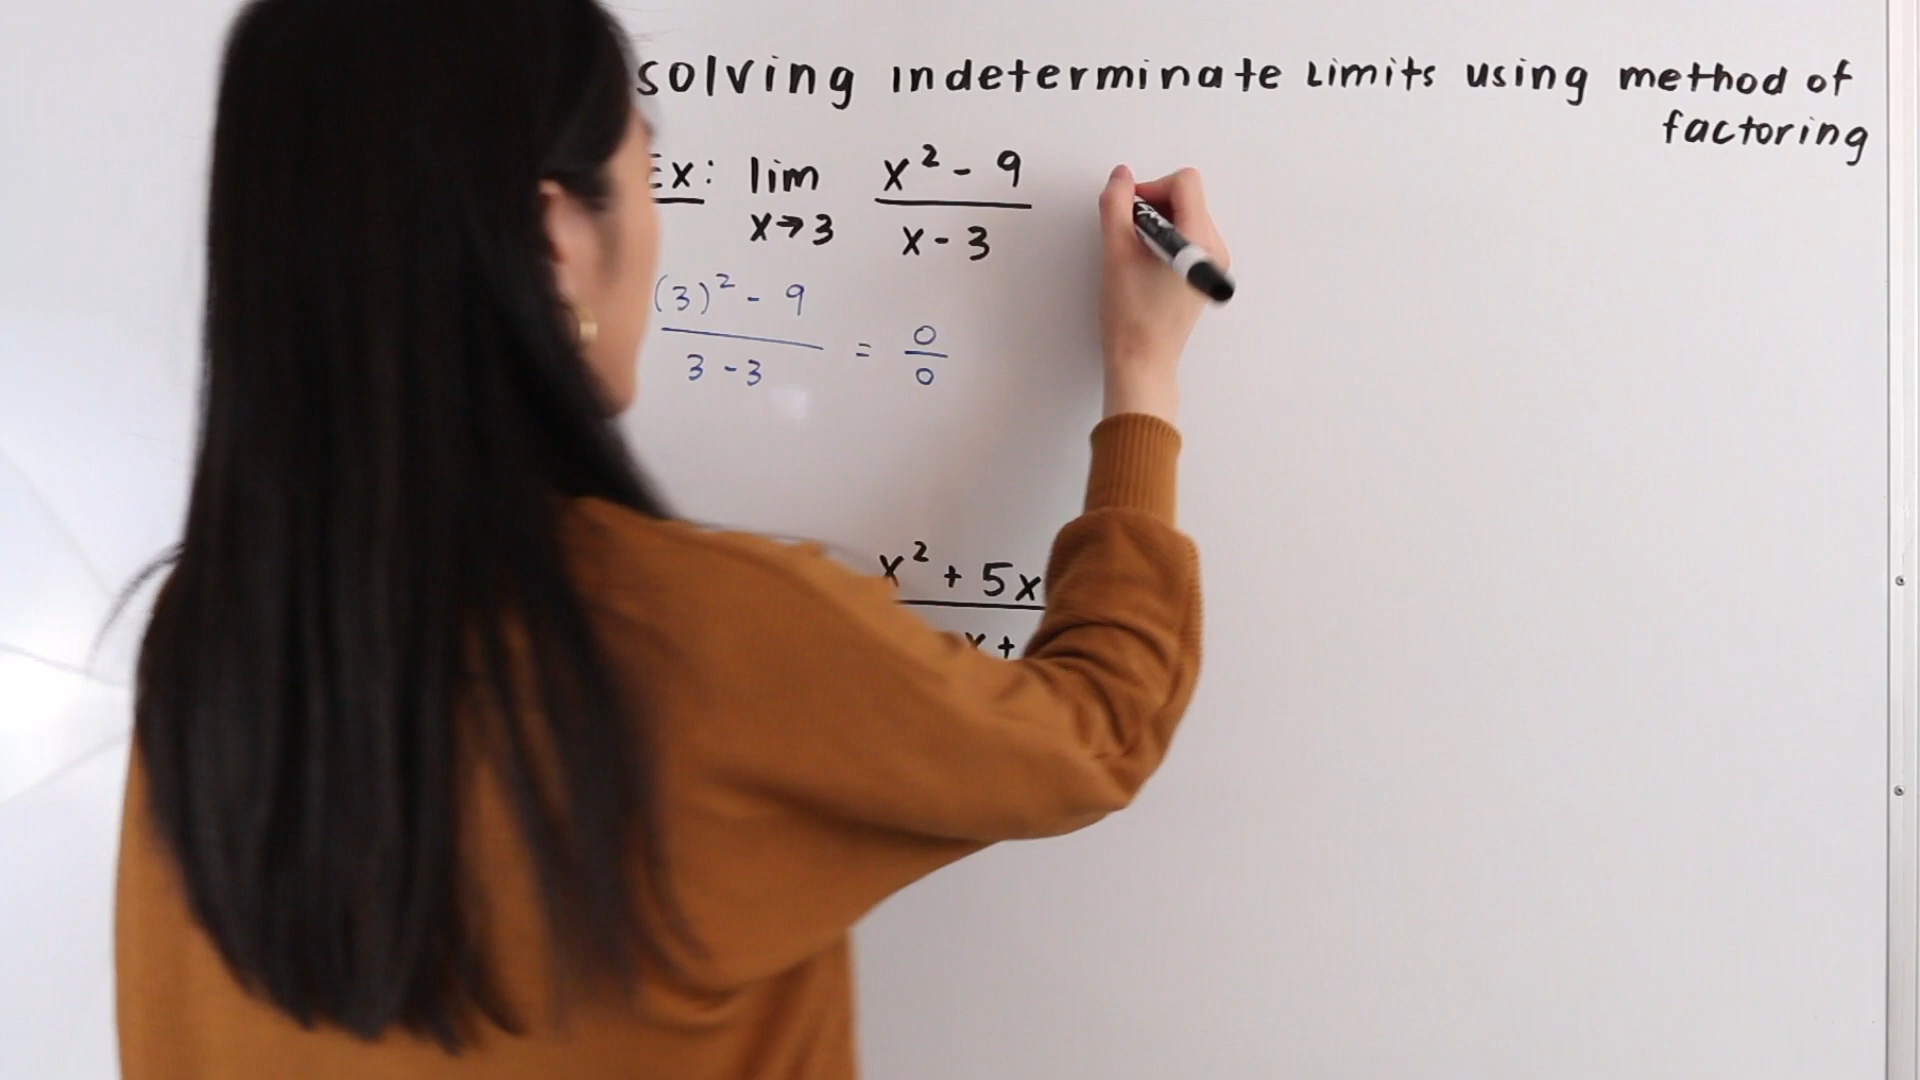 solving indeterminate limits using method of
factoring
Ex: lim x² - 9
x→3 x - 3
(3)² - 9
3 - 3
= 0
0
x² + 5x
x +